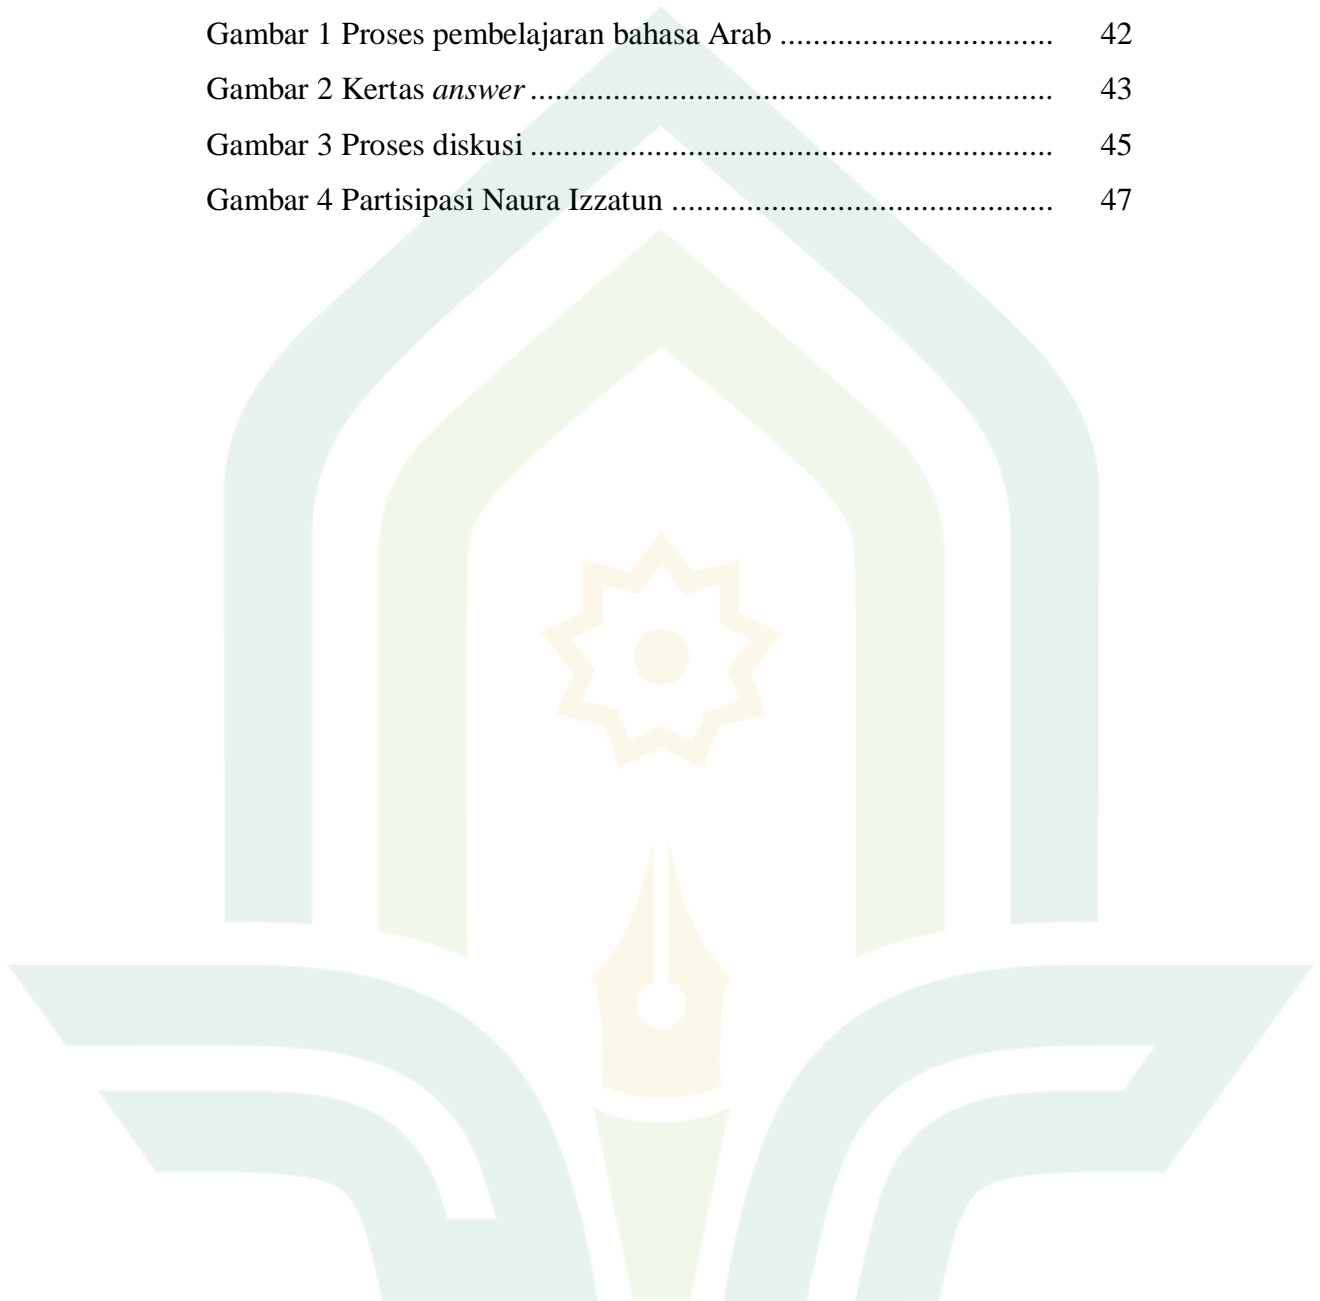 Gambar 1 Proses pembelajaran bahasa Arab ................................. 42
Gambar 2 Kertas answer ................................................................ 43
Gambar 3 Proses diskusi ................................................................ 45
Gambar 4 Partisipasi Naura Izzatun .............................................. 47